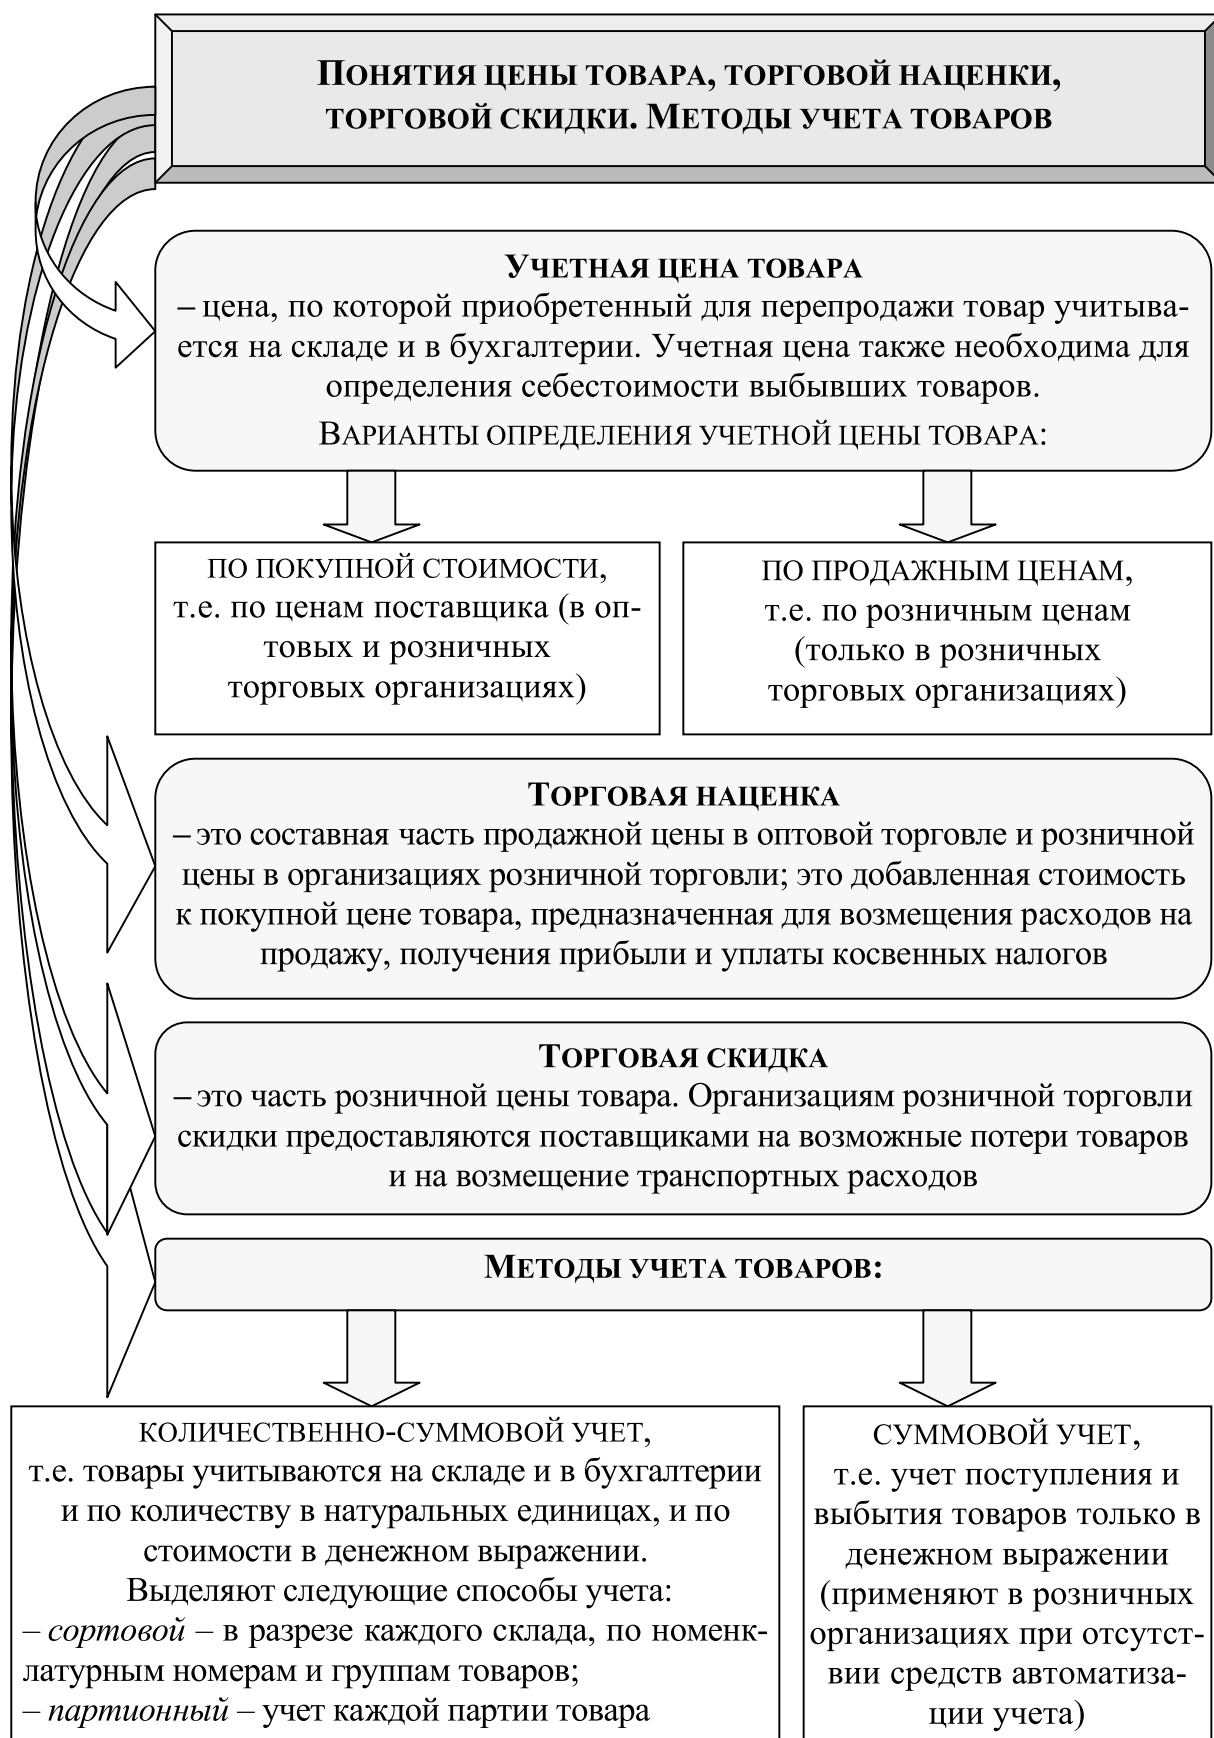 ПОНЯТИЯ ЦЕНЫ ТОВАРА, ТОРГОВОЙ НАЦЕНКИ,
ТОРГОВОЙ СКИДКИ. МЕТОДЫ УЧЕТА ТОВАРОВ
УЧЕТНАЯ ЦЕНА ТОВАРА
– цена, по которой приобретенный для перепродажи товар учитыва-
ется на складе и в бухгалтерии. Учетная цена также необходима для
определения себестоимости выбывших товаров.
ВАРИАНТЫ ОПРЕДЕЛЕНИЯ УЧЕТНОЙ ЦЕНЫ ТОВАРА:
ПО ПОКУПНОЙ СТОИМОСТИ,
т.е. по ценам поставщика (в оп-
товых и розничных
торговых организациях)
ПО ПРОДАЖНЫМ ЦЕНАМ,
т.е. по розничным ценам
(только в розничных
торговых организациях)
ТОРГОВАЯ НАЦЕНКА
– это составная часть продажной цены в оптовой торговле и розничной
цены в организациях розничной торговли; это добавленная стоимость
к покупной цене товара, предназначенная для возмещения расходов на
продажу, получения прибыли и уплаты косвенных налогов
ТОРГОВАЯ СКИДКА
– это часть розничной цены товара. Организациям розничной торговли
скидки предоставляются поставщиками на возможные потери товаров
и на возмещение транспортных расходов
МЕТОДЫ УЧЕТА ТОВАРОВ:
КОЛИЧЕСТВЕННО-СУММОВОЙ УЧЕТ,
т.е. товары учитываются на складе и в бухгалтерии
и по количеству в натуральных единицах, и по
стоимости в денежном выражении.
Выделяют следующие способы учета:
– сортовой – в разрезе каждого склада, по номенк-
латурным номерам и группам товаров;
– партионный – учет каждой партии товара
СУММОВОЙ УЧЕТ,
т.е. учет поступления и
выбытия товаров только в
денежном выражении
(применяют в розничных
организациях при отсутст-
вии средств автоматиза-
ции учета)